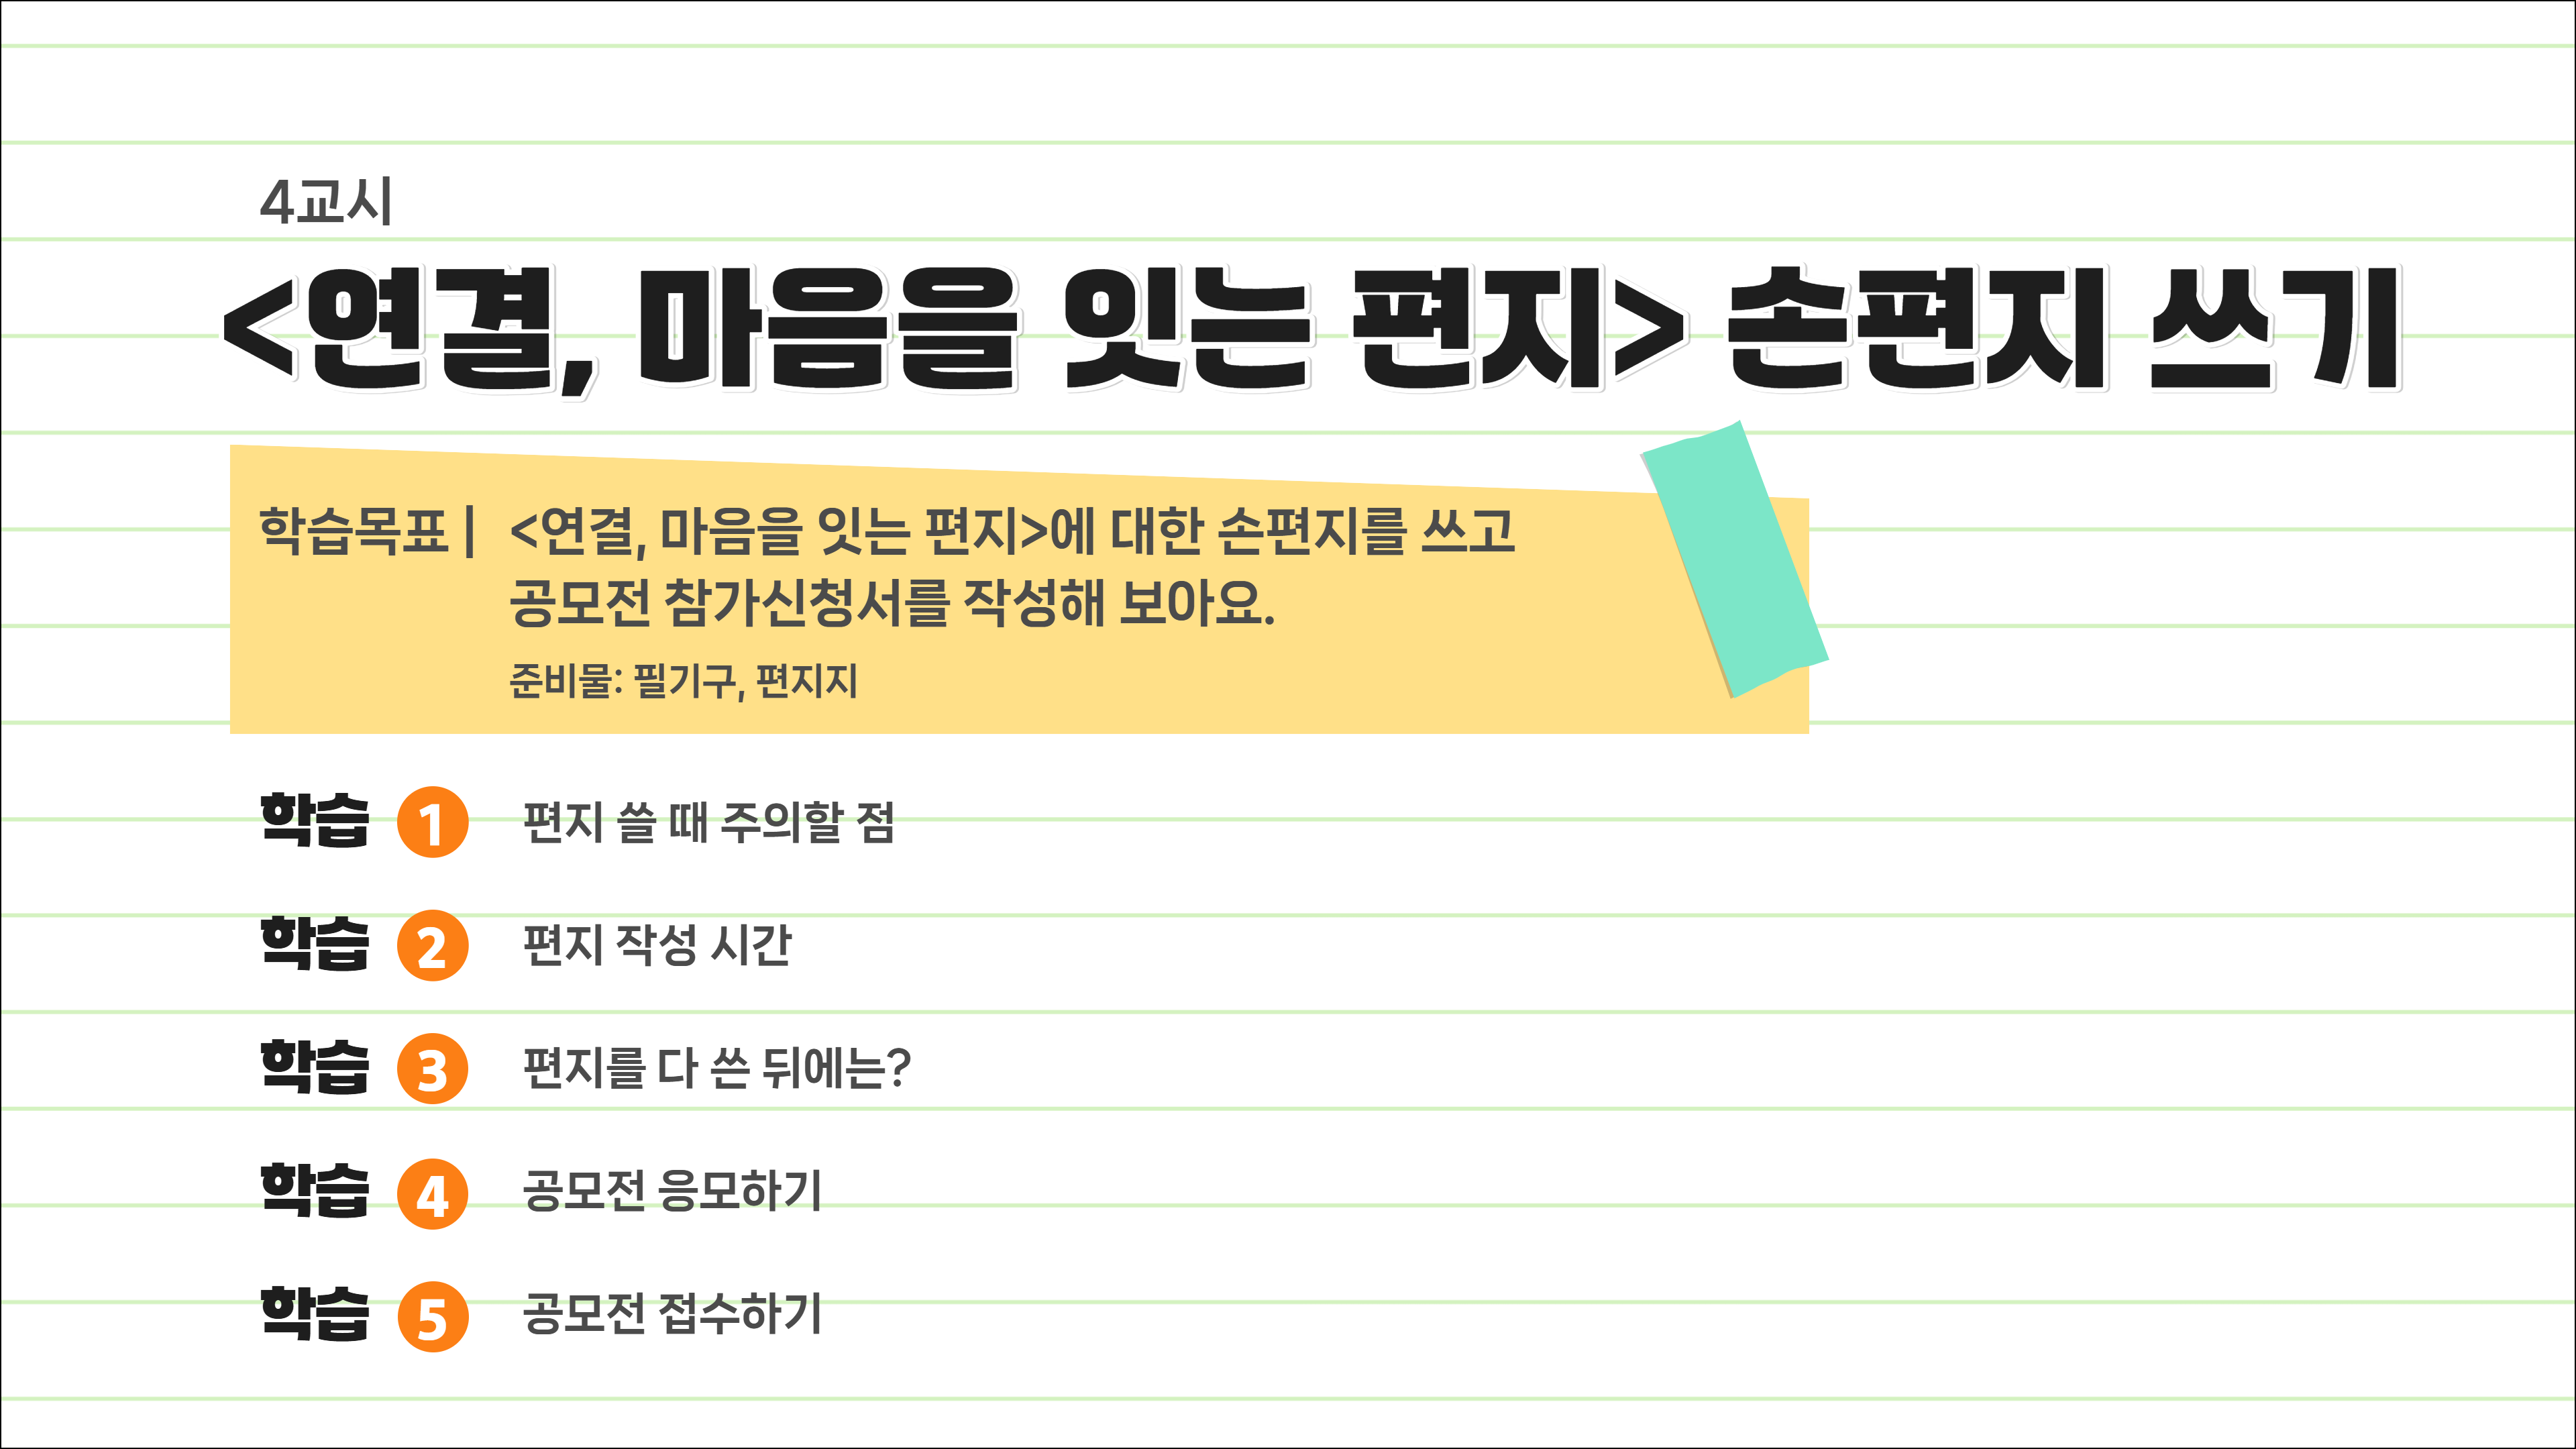 4교시
<연결, 마음을 잇는 편지> 손편지 쓰기
학습목표 | <연결, 마음을 잇는 편지>에 대한 손편지를 쓰고
공모전 참가신청서를 작성해 보아요.
준비물: 필기구, 편지지
학습 1 편지 쓸 때 주의할 점
학습 2 편지 작성 시간
학습 3 편지를 다 쓴 뒤에는?
학습 4 공모전 응모하기
학습 5 공모전 접수하기